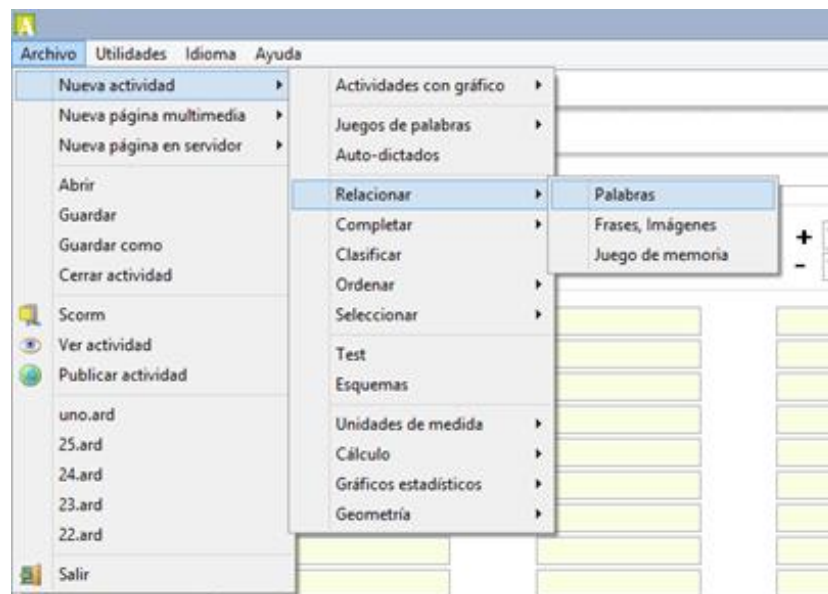 Archivo Utilidades Idioma Ayuda
Nueva actividad
Nueva página multimedia
Nueva página en servidor
Abrir
Guardar
Guardar como
Cerrar actividad
Scorm
Ver actividad
Publicar actividad
uno.ard
25.ard
24.ard
23.ard
22.ard
Salir
Actividades con gráfico
Juegos de palabras
Auto-dictados
Relacionar
Completar
Clasificar
Ordenar
Seleccionar
Test
Esquemas
Unidades de medida
Cálculo
Gráficos estadísticos
Geometría
Palabras
Frases, Imágenes
Juego de memoria
+
-